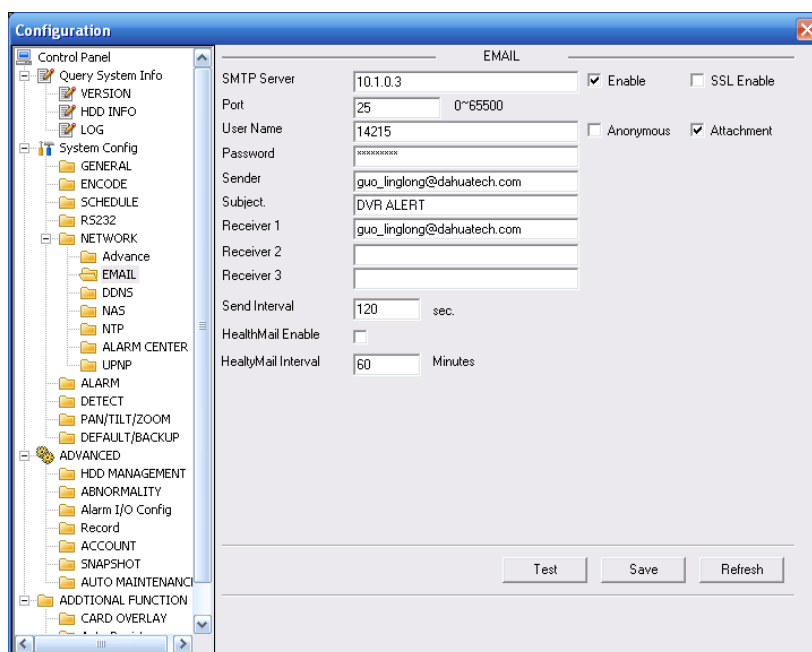 Configuration
Control Panel
Query System Info
VERSION
HDD INFO
LOG
System Config
GENERAL
ENCODE
SCHEDULE
RS232
NETWORK
Advance
EMAIL
DDNS
NAS
NTP
ALARM CENTER
UPNP
ALARM
DETECT
PAN/TILT/ZOOM
DEFAULT/BACKUP
ADVANCED
HDD MANAGEMENT
ABNORMALITY
Alarm I/O Config
Record
ACCOUNT
SNAPSHOT
AUTO MAINTENANC
ADDTIONAL FUNCTION
CARD OVERLAY
EMAIL
SMTP Server 10.1.0.3 Enable SSL Enable
Port 25 0~65500
User Name 14215 Anonymous Attachment
Password ×××××××××
Sender guo_linglong@dahuatech.com
Subject. DVR ALERT
Receiver 1 guo_linglong@dahuatech.com
Receiver 2
Receiver 3
Send Interval 120 sec.
HealthMail Enable
HealtyMail Interval 60 Minutes
Test Save Refresh